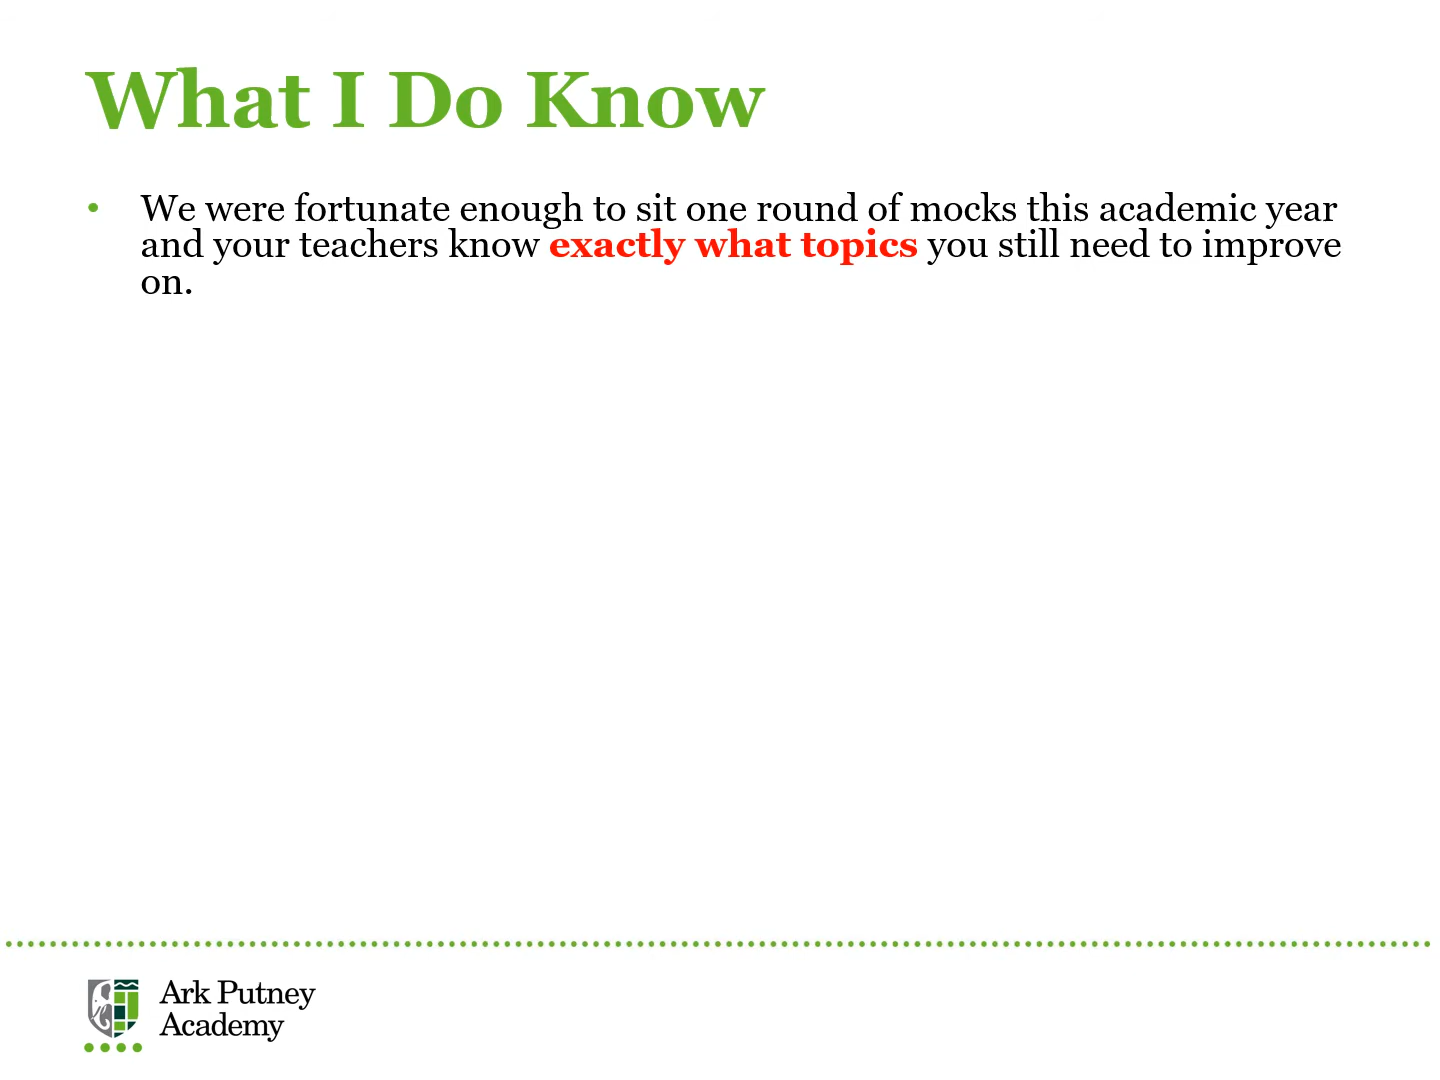 What I Do Know
• We were fortunate enough to sit one round of mocks this academic year
and your teachers know exactly what topics you still need to improve
on.
Ark Putney
Academy